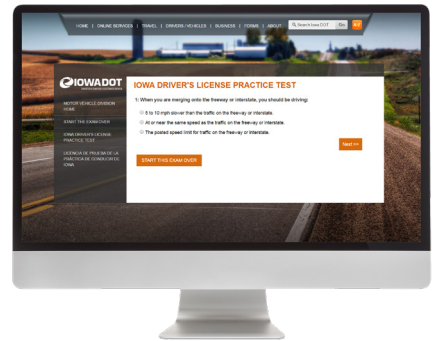 HOME | ONLINE SERVICES | TRAVEL | DRIVERS / VEHICLES | BUSINESS | FORMS | ABOUT
Search Iowa DOT Go
IOWADOT
IOWA DRIVER'S LICENSE PRACTICE TEST
1: When you are merging onto the freeway or interstate, you should be driving:
5 to 10 mph slower than the traffic on the freeway or interstate.
At or near the same speed as the traffic on the freeway or interstate.
The posted speed limit for traffic on the freeway or interstate.
Next >>
START THIS EXAM OVER
MOTOR VEHICLE DIVISION
HOME
START THE EXAM OVER
IOWA DRIVER'S LICENSE
PRACTICE TEST
LICENCIA DE PRUEBA DE LA
PRÁCTICA DE CONDUCIR DE
IOWA